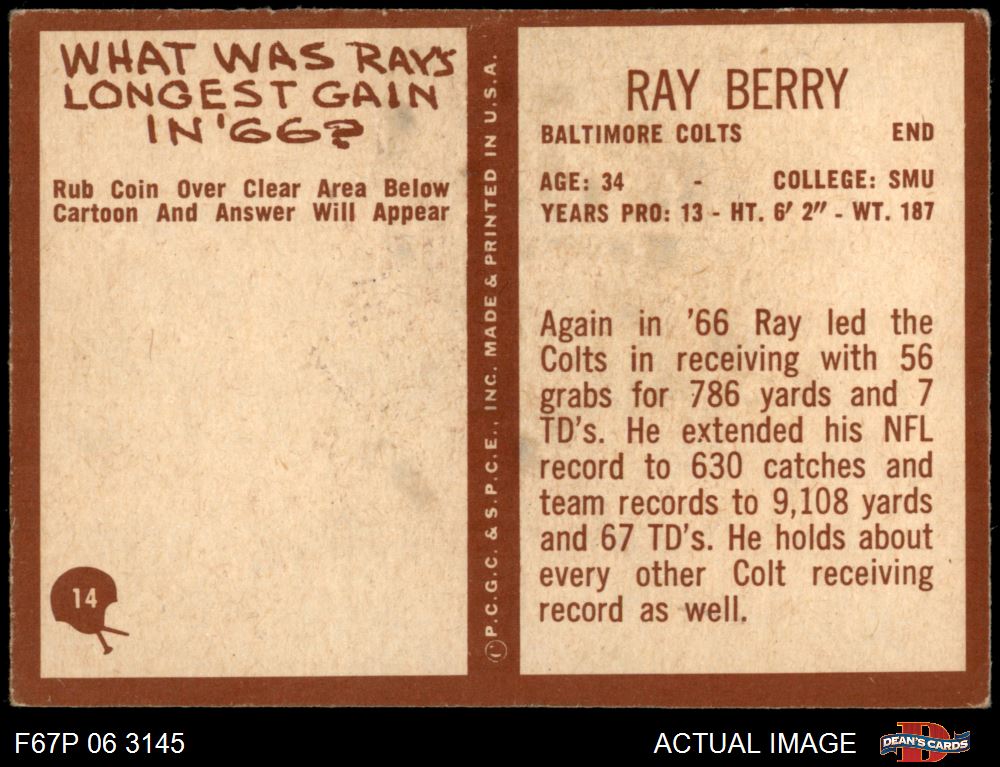 WHAT WAS RAY'S
LONGEST GAIN
IN '66?
Rub Coin Over Clear Area Below
Cartoon And Answer Will Appear
14
Ⓒ P.C.G.C. & S.P.C.E., INC. MADE & PRINTED IN U.S.A.
RAY BERRY
BALTIMORE COLTS END
AGE: 34 - COLLEGE: SMU
YEARS PRO: 13 - HT. 6' 2" - WT. 187
Again in '66 Ray led the
Colts in receiving with 56
grabs for 786 yards and 7
TD's. He extended his NFL
record to 630 catches and
team records to 9,108 yards
and 67 TD's. He holds about
every other Colt receiving
record as well.
F67P 06 3145
ACTUAL IMAGE
D
DEAN'S CARDS